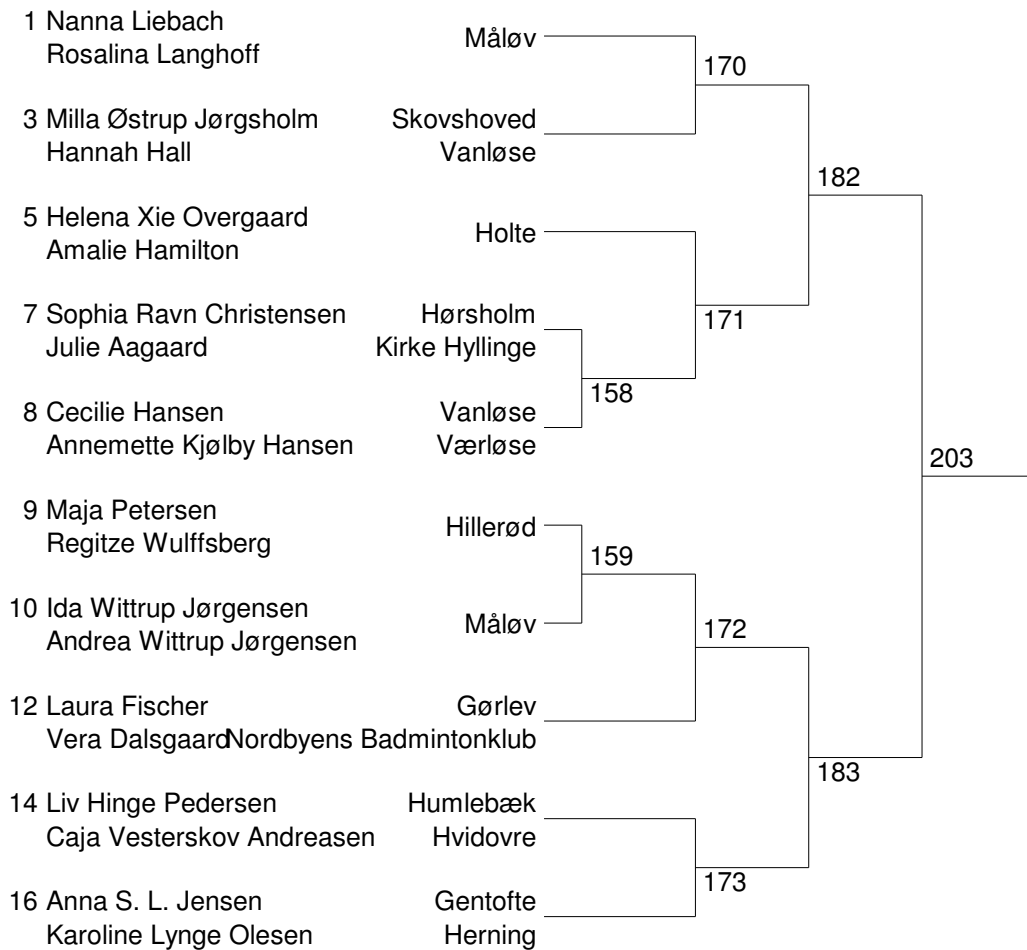 1 Nanna Liebach
Rosalina Langhoff
Måløv
170
3 Milla Østrup Jørgsholm Skovshoved
Hannah Hall Vanløse
182
5 Helena Xie Overgaard
Amalie Hamilton
Holte
7 Sophia Ravn Christensen Hørsholm
171
Julie Aagaard Kirke Hyllinge
158
8 Cecilie Hansen Vanløse
Annemette Kjølby Hansen Værløse
203
9 Maja Petersen
Regitze Wulffsberg
Hillerød
159
10 Ida Wittrup Jørgensen
Andrea Wittrup Jørgensen
Måløv
172
12 Laura Fischer Gørlev
Vera Dalsgaard Nordbyens Badmintonklub
183
14 Liv Hinge Pedersen Humlebæk
Caja Vesterskov Andreasen Hvidovre
173
16 Anna S. L. Jensen Gentofte
Karoline Lynge Olesen Herning